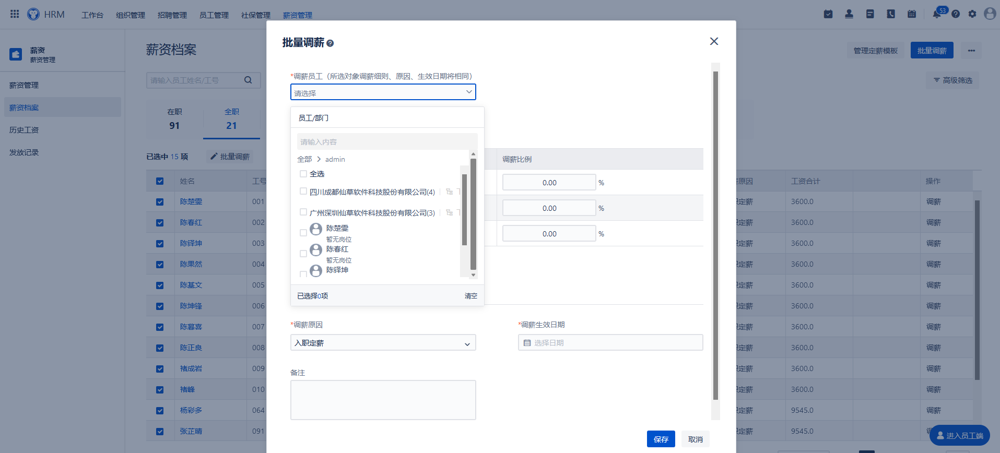 HRM 工作台 组织管理 招聘管理 员工管理 社保管理 薪资管理 53
薪资
薪资管理
薪资管理
薪资档案
历史工资
发放记录
薪资档案
管理定薪模板 批量调薪
请输入员工姓名/工号
高级筛选
在职 全职
91 21
已选中 15 项 批量调薪
姓名 工号 原因 工资合计 操作
陈楚雯 001 定薪 3600.0 调薪
陈春红 002 定薪 3600.0 调薪
陈铎坤 003 定薪 3600.0 调薪
陈果然 004 定薪 3600.0 调薪
陈基文 005 定薪 3600.0 调薪
陈坤锋 006 定薪 3600.0 调薪
陈暮喜 007 定薪 3600.0 调薪
陈正良 008 定薪 3600.0 调薪
褚成岩 009 定薪 3600.0 调薪
褚峰 010 定薪 3600.0 调薪
杨彩多 064 定薪 9545.0 调薪
张芷晴 091 定薪 9545.0
进入员工端
批量调薪
*调薪员工（所选对象调薪细则、原因、生效日期将相同）
请选择
员工/部门
请输入内容
全部 > admin
全选
四川成都仙草软件科技股份有限公司(4)
广州深圳仙草软件科技股份有限公司(3)
陈楚雯
暂无岗位
陈春红
暂无岗位
陈铎坤
已选择0项 清空
调薪比例
0.00 %
0.00 %
0.00 %
*调薪原因 *调薪生效日期
入职定薪 选择日期
备注
保存 取消